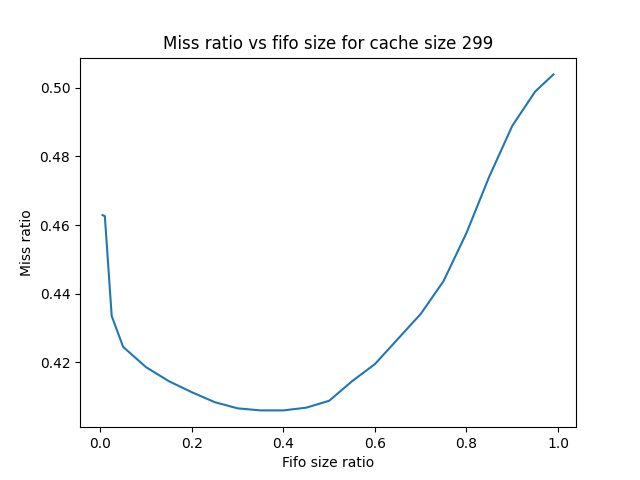 Miss ratio vs fifo size for cache size 299
0.50
0.48
0.46
0.44
0.42
Miss ratio
0.0 0.2 0.4 0.6 0.8 1.0
Fifo size ratio